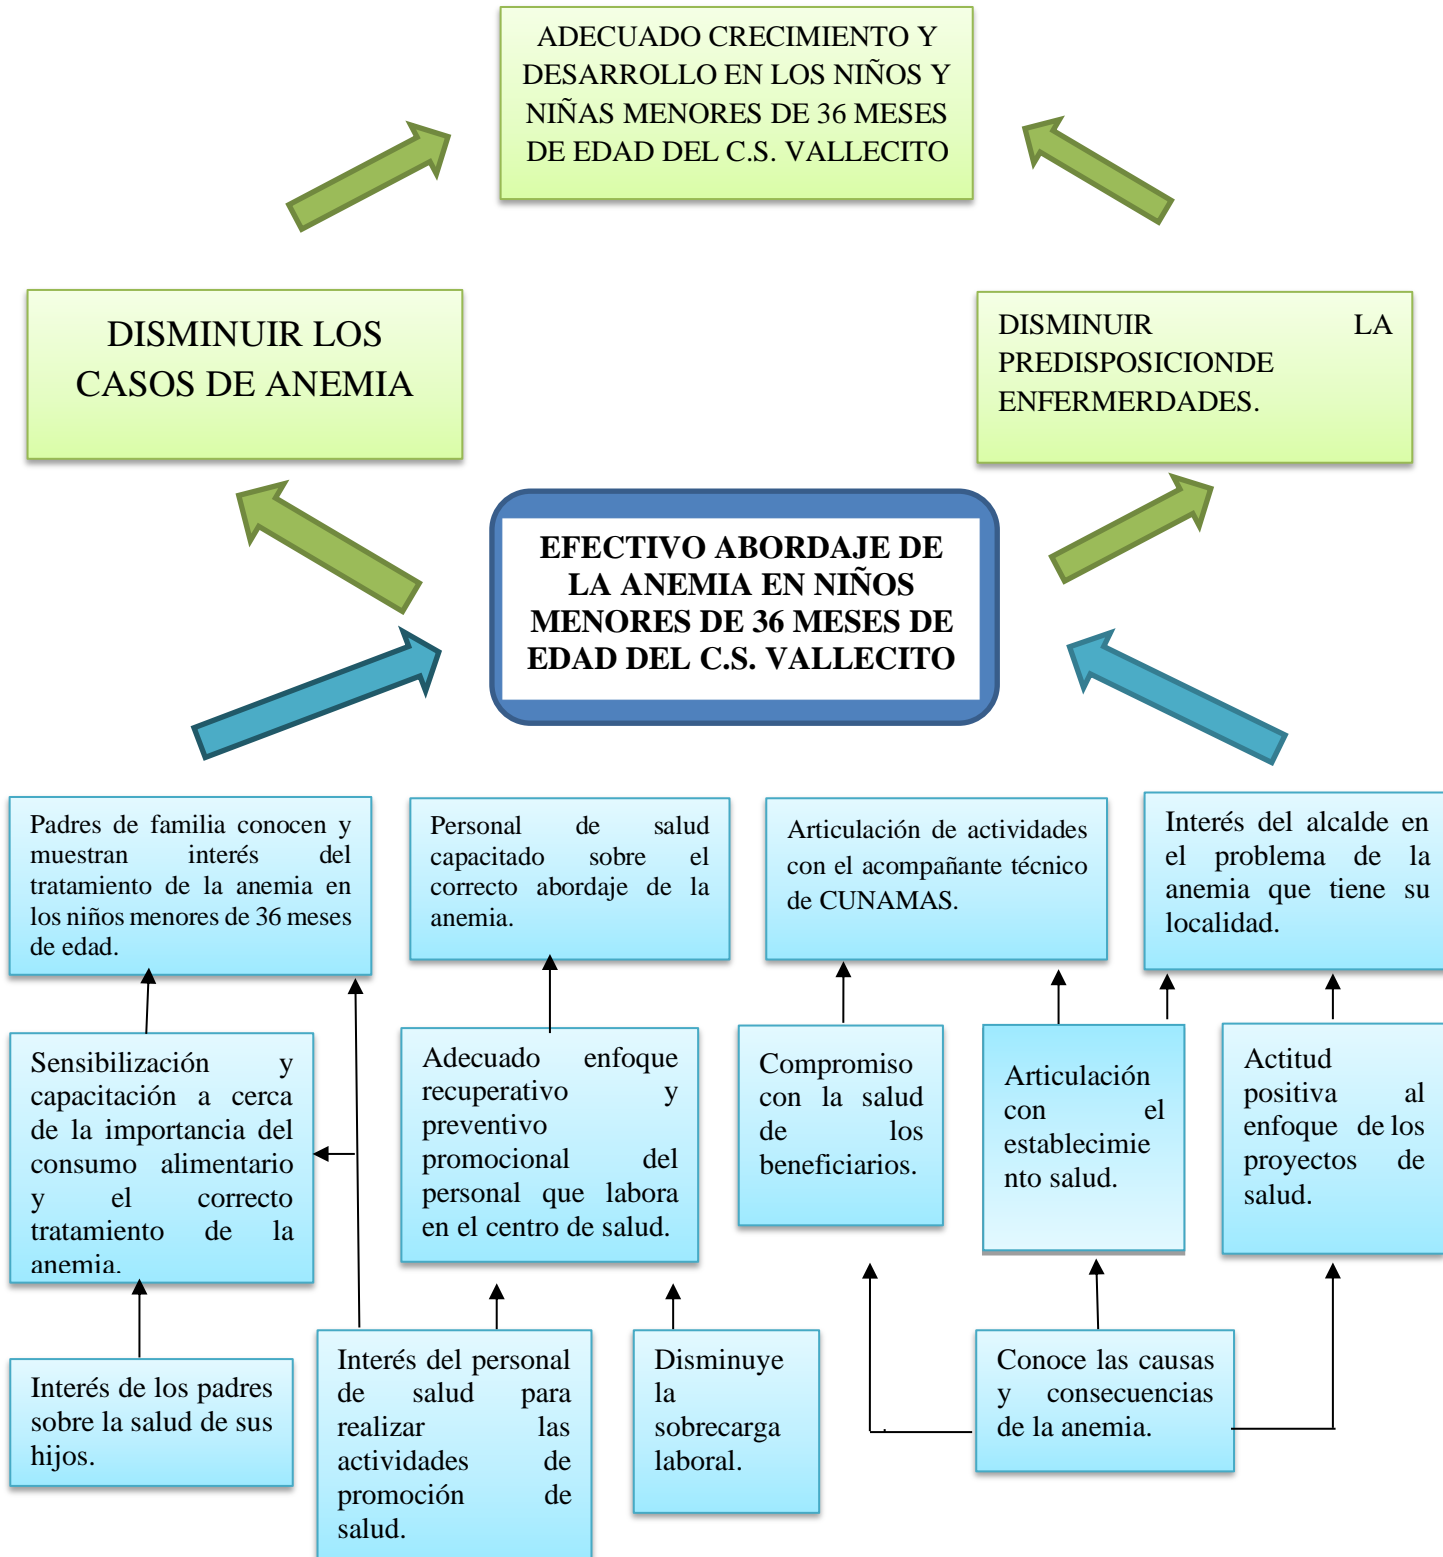 ADECUADO CRECIMIENTO Y
DESARROLLO EN LOS NIÑOS Y
NIÑAS MENORES DE 36 MESES
DE EDAD DEL C.S. VALLECITO
DISMINUIR LOS
CASOS DE ANEMIA
DISMINUIR LA
PREDISPOSICIONDE
ENFERMERDADES.
EFECTIVO ABORDAJE DE
LA ANEMIA EN NIÑOS
MENORES DE 36 MESES DE
EDAD DEL C.S. VALLECITO
Padres de familia conocen y
muestran interés del
tratamiento de la anemia en
los niños menores de 36 meses
de edad.
Personal de salud
capacitado sobre el
correcto abordaje de la
anemia.
Articulación de actividades
con el acompañante técnico
de CUNAMAS.
Interés del alcalde en
el problema de la
anemia que tiene su
localidad.
Sensibilización y
capacitación a cerca
de la importancia del
consumo alimentario
y el correcto
tratamiento de la
anemia.
Adecuado enfoque
recuperativo y
preventivo
promocional del
personal que labora
en el centro de salud.
Compromiso
con la salud
de los
beneficiarios.
Articulación
con el
establecimie
nto salud.
Actitud
positiva al
enfoque de los
proyectos de
salud.
Interés de los padres
sobre la salud de sus
hijos.
Interés del personal
de salud para
realizar las
actividades de
promoción de
salud.
Disminuye
la
sobrecarga
laboral.
Conoce las causas
y consecuencias
de la anemia.